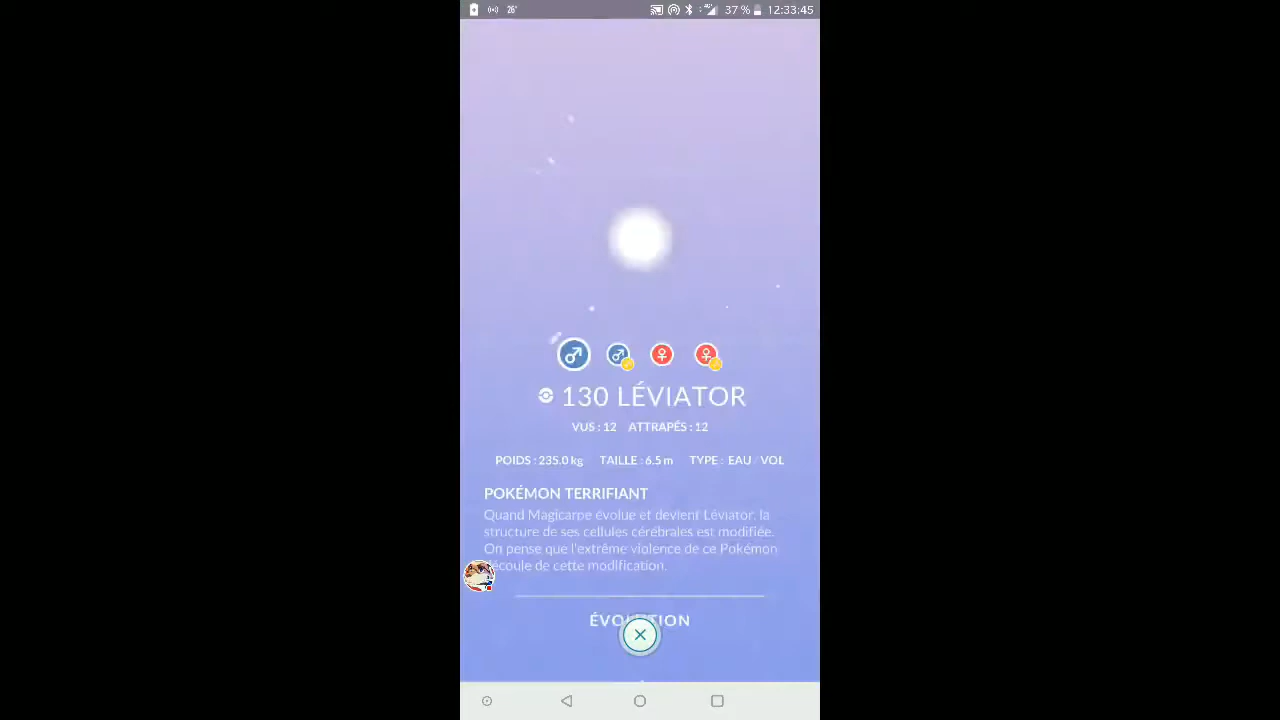 26°
37 %
12:33:45
130 LÉVIATOR
VUS : 12 ATTRAPÉS : 12
POIDS : 235.0 kg TAILLE : 6.5 m TYPE : EAU / VOL
POKÉMON TERRIFIANT
Quand Magicarpe évolue et devient Léviator, la
structure de ses cellules cérébrales est modifiée.
On pense que l'extrême violence de ce Pokémon
découle de cette modification.
ÉVOLUTION